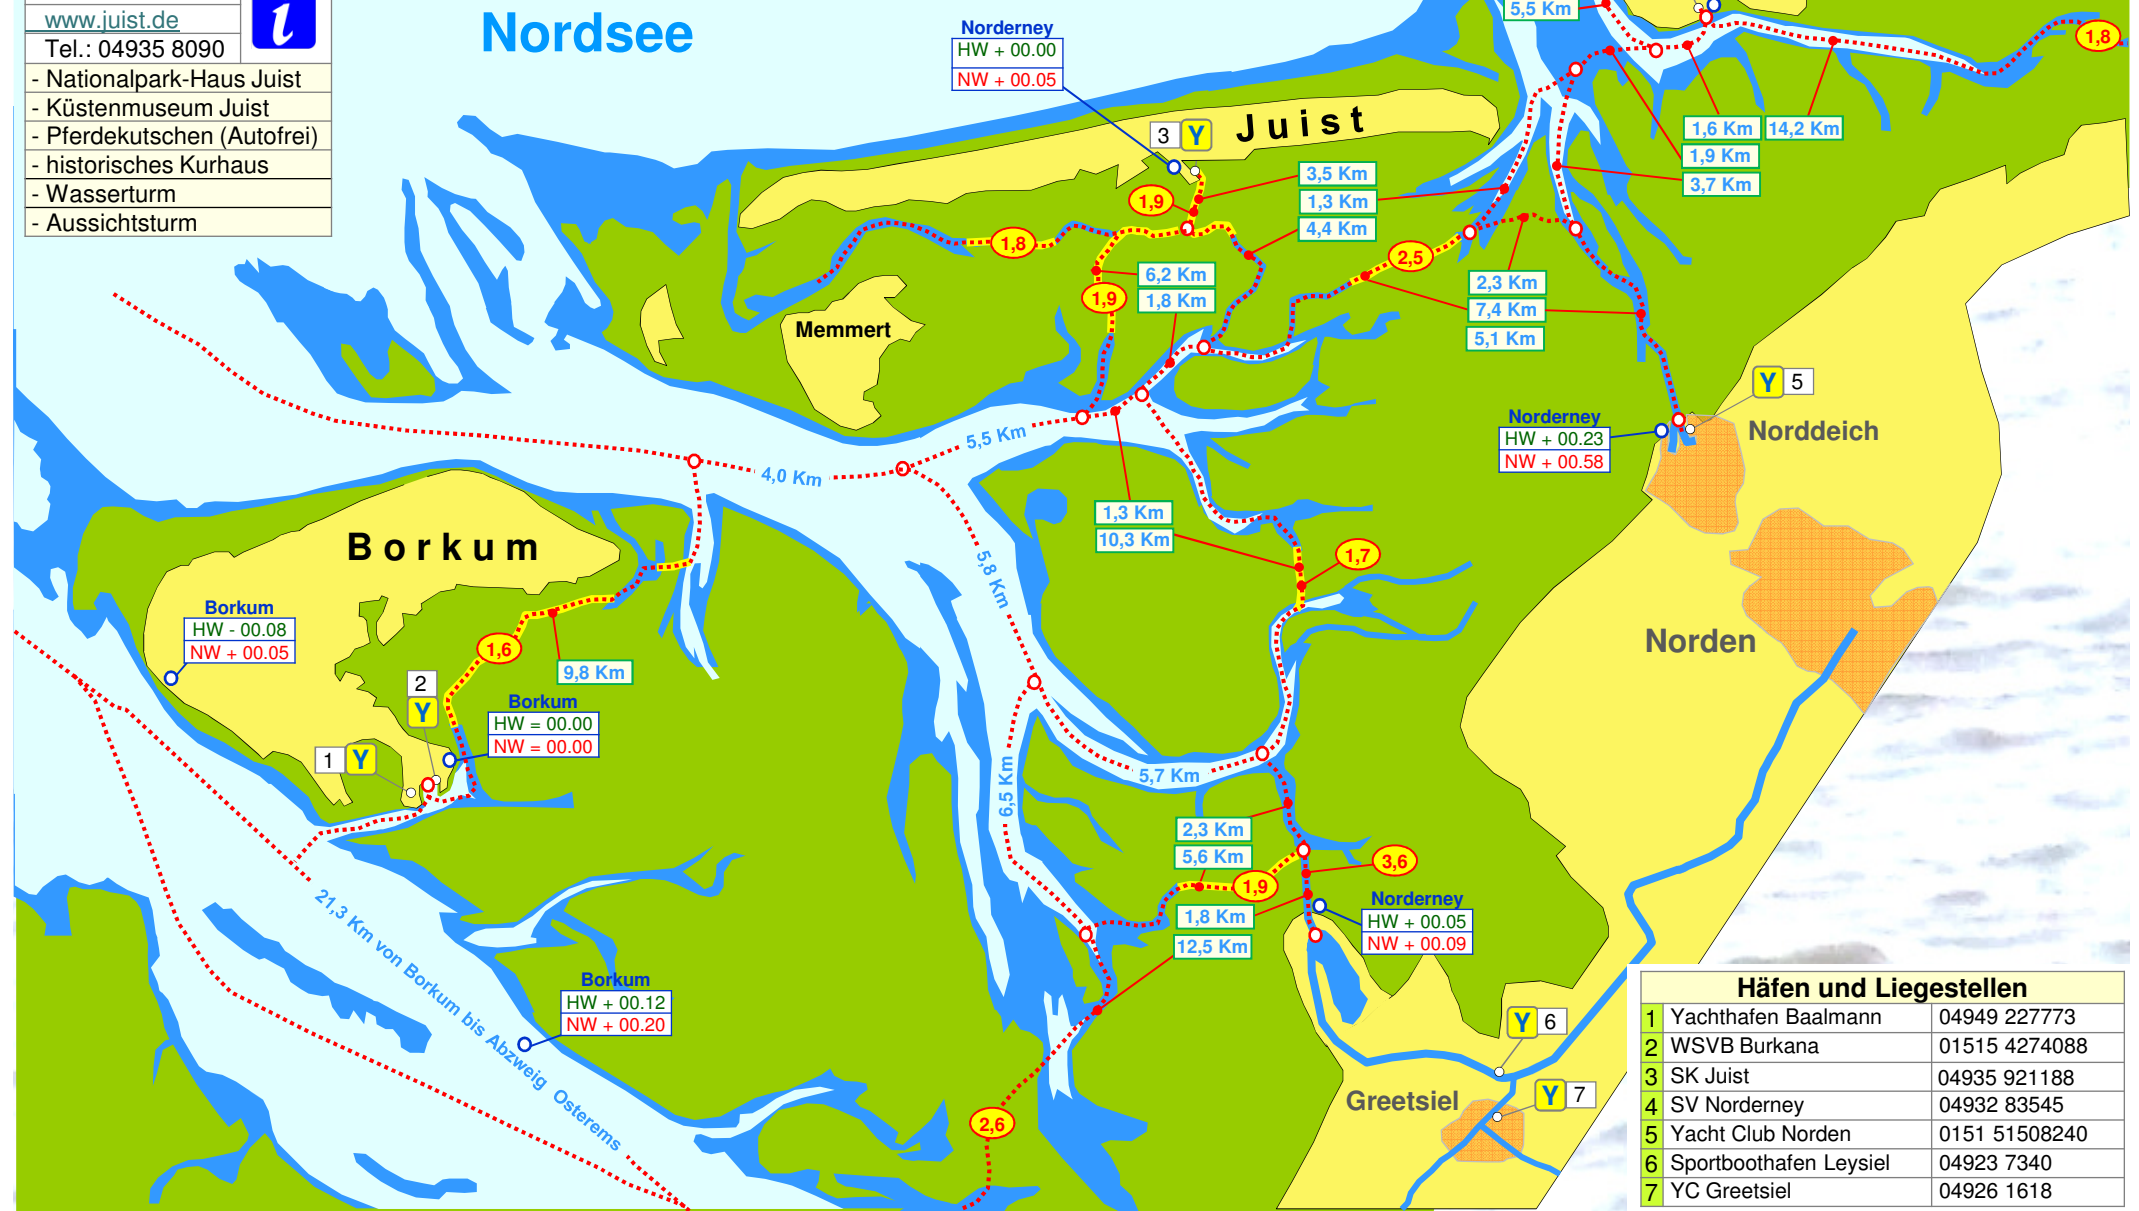 www.juist.de
Tel.: 04935 8090
i
- Nationalpark-Haus Juist
- Küstenmuseum Juist
- Pferdekutschen (Autofrei)
- historisches Kurhaus
- Wasserturm
- Aussichtsturm
Nordsee
Norderney
HW + 00.00
NW + 00.05
5,5 Km
1,8
3 Y
Juist
1,6 Km
14,2 Km
1,9 Km
3,7 Km
3,5 Km
1,3 Km
4,4 Km
1,9
1,8
2,5
6,2 Km
1,8 Km
1,9
2,3 Km
7,4 Km
5,1 Km
Memmert
Y 5
Norddeich
Norderney
HW + 00.23
NW + 00.58
5,5 Km
4,0 Km
1,3 Km
10,3 Km
1,7
5,8 Km
Borkum
Borkum
HW - 00.08
NW + 00.05
1,6
9,8 Km
2
Y
Borkum
HW = 00.00
NW = 00.00
1 Y
Norden
5,7 Km
6,5 Km
2,3 Km
5,6 Km
1,9
3,6
1,8 Km
12,5 Km
Norderney
HW + 00.05
NW + 00.09
21,3 Km von Borkum bis Abzweig Osterems
Borkum
HW + 00.12
NW + 00.20
2,6
Y 6
Greetsiel
Y 7
Häfen und Liegestellen
1 Yachthafen Baalmann 04949 227773
2 WSVB Burkana 01515 4274088
3 SK Juist 04935 921188
4 SV Norderney 04932 83545
5 Yacht Club Norden 0151 51508240
6 Sportboothafen Leysiel 04923 7340
7 YC Greetsiel 04926 1618